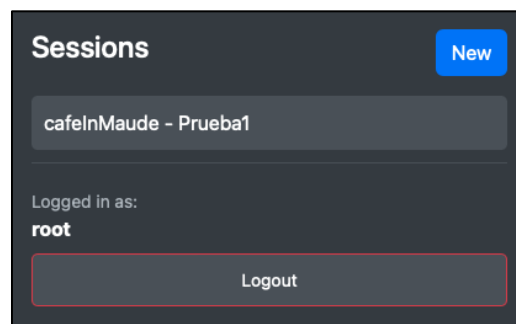 Sessions
New
cafeInMaude - Prueba1
Logged in as:
root
Logout